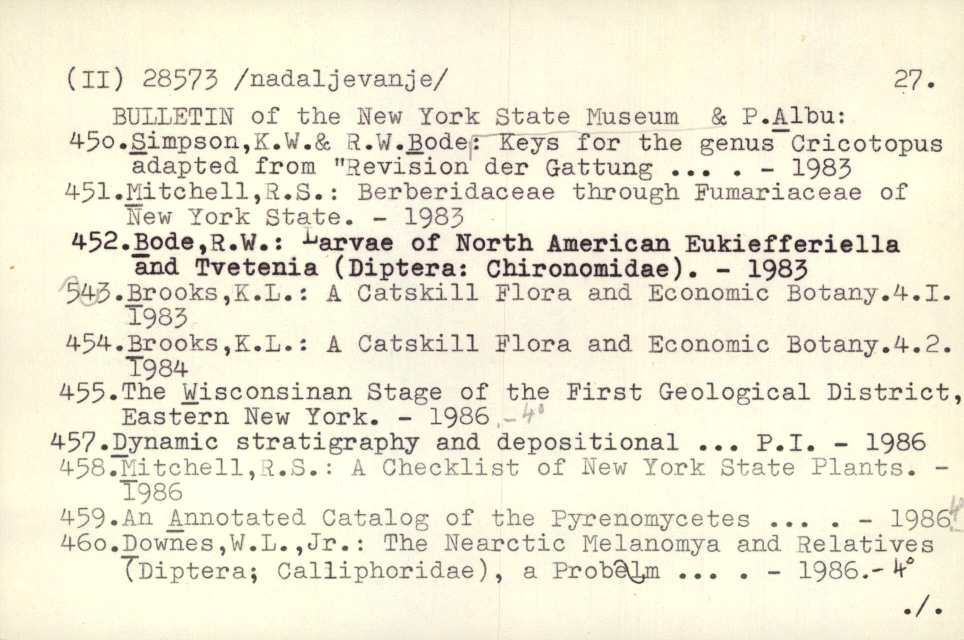 (II) 28573 /nadaljevanje/ 27.
BULLETIN of the New York State Museum & P.Albu:
450.Simpson,K.W.& R.W.Bode: Keys for the genus Cricotopus
adapted from "Revision der Gattung ... . - 1983
451.Mitchell,R.S.: Berberidaceae through Fumariaceae of
New York State. - 1983
452.Bode,R.W.: Larvae of North American Eukiefferiella
and Tvetenia (Diptera: Chironomidae). - 1983
543.Brooks,K.L.: A Catskill Flora and Economic Botany.4.I.
1983
454.Brooks,K.L.: A Catskill Flora and Economic Botany.4.2.
1984
455.The Wisconsinan Stage of the First Geological District,
Eastern New York. - 1986.-4°
457.Dynamic stratigraphy and depositional ... P.I. - 1986
458.Mitchell,R.S.: A Checklist of New York State Plants. -
1986
459.An Annotated Catalog of the Pyrenomycetes ... . - 1986 4°
460.Downes,W.L.,Jr.: The Nearctic Melanomya and Relatives
(Diptera; Calliphoridae), a Probelm ... . - 1986.-4°
./.